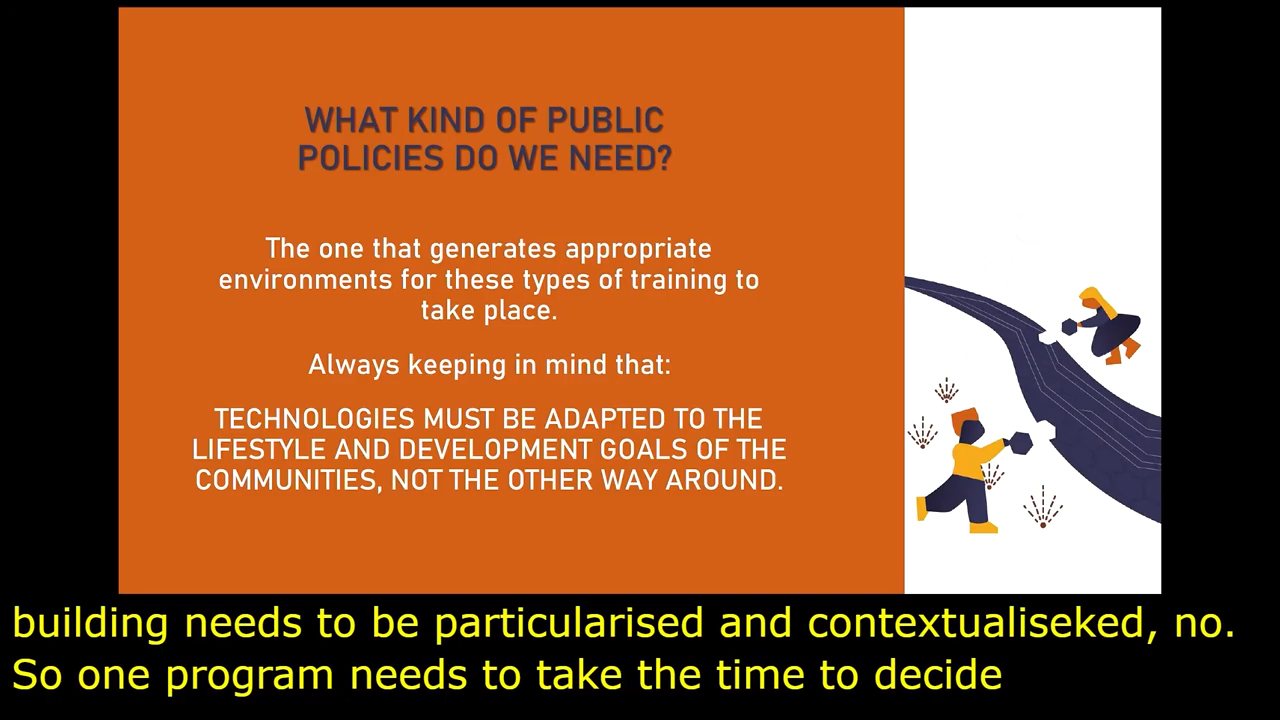 WHAT KIND OF PUBLIC
POLICIES DO WE NEED?
The one that generates appropriate
environments for these types of training to
take place.
Always keeping in mind that:
TECHNOLOGIES MUST BE ADAPTED TO THE
LIFESTYLE AND DEVELOPMENT GOALS OF THE
COMMUNITIES, NOT THE OTHER WAY AROUND.
building needs to be particularised and contextualiseked, no.
So one program needs to take the time to decide